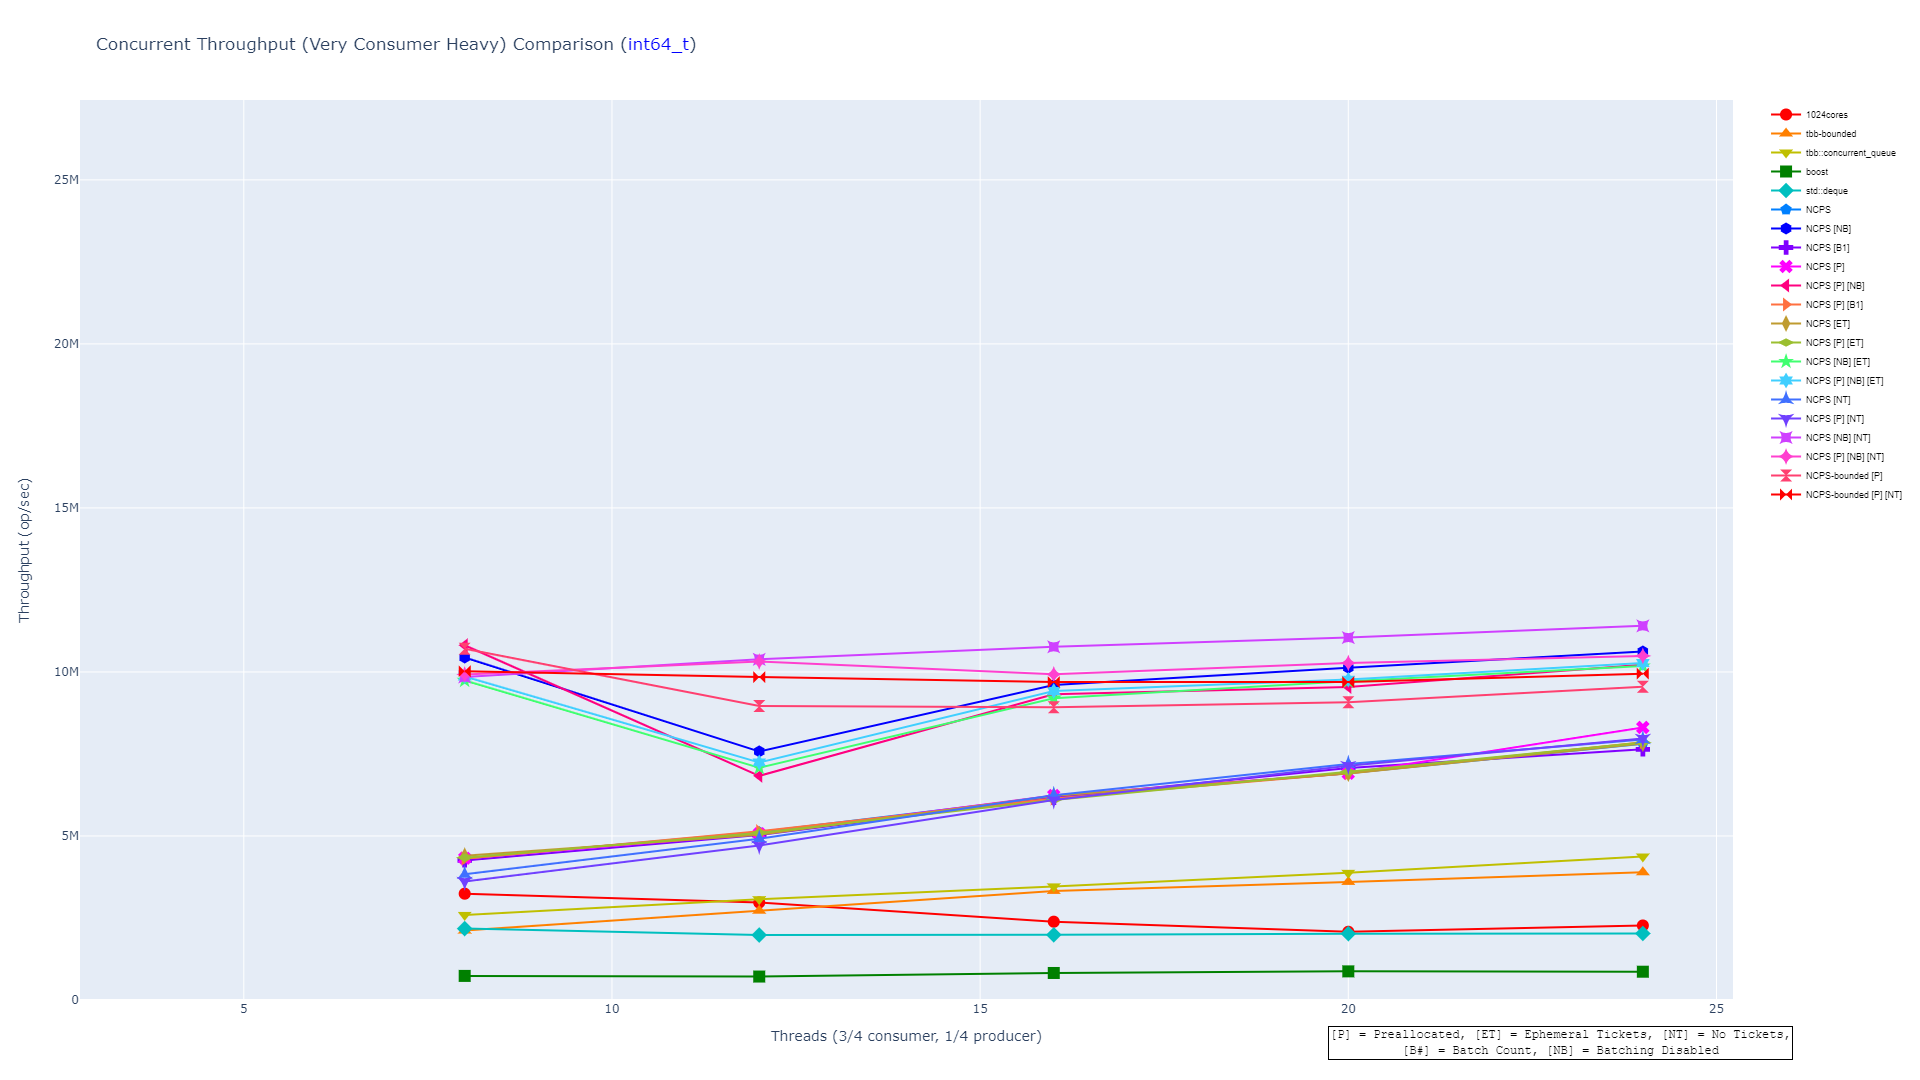 Concurrent Throughput (Very Consumer Heavy) Comparison (int64_t)
Throughput (op/sec)
25M
20M
15M
10M
5M
0
5
10
15
20
25
Threads (3/4 consumer, 1/4 producer)
1024cores
tbb-bounded
tbb::concurrent_queue
boost
std::deque
NCPS
NCPS [NB]
NCPS [B1]
NCPS [P]
NCPS [P] [NB]
NCPS [P] [B1]
NCPS [ET]
NCPS [P] [ET]
NCPS [NB] [ET]
NCPS [P] [NB] [ET]
NCPS [NT]
NCPS [P] [NT]
NCPS [NB] [NT]
NCPS [P] [NB] [NT]
NCPS-bounded [P]
NCPS-bounded [P] [NT]
[P] = Preallocated, [ET] = Ephemeral Tickets, [NT] = No Tickets,
[B#] = Batch Count, [NB] = Batching Disabled